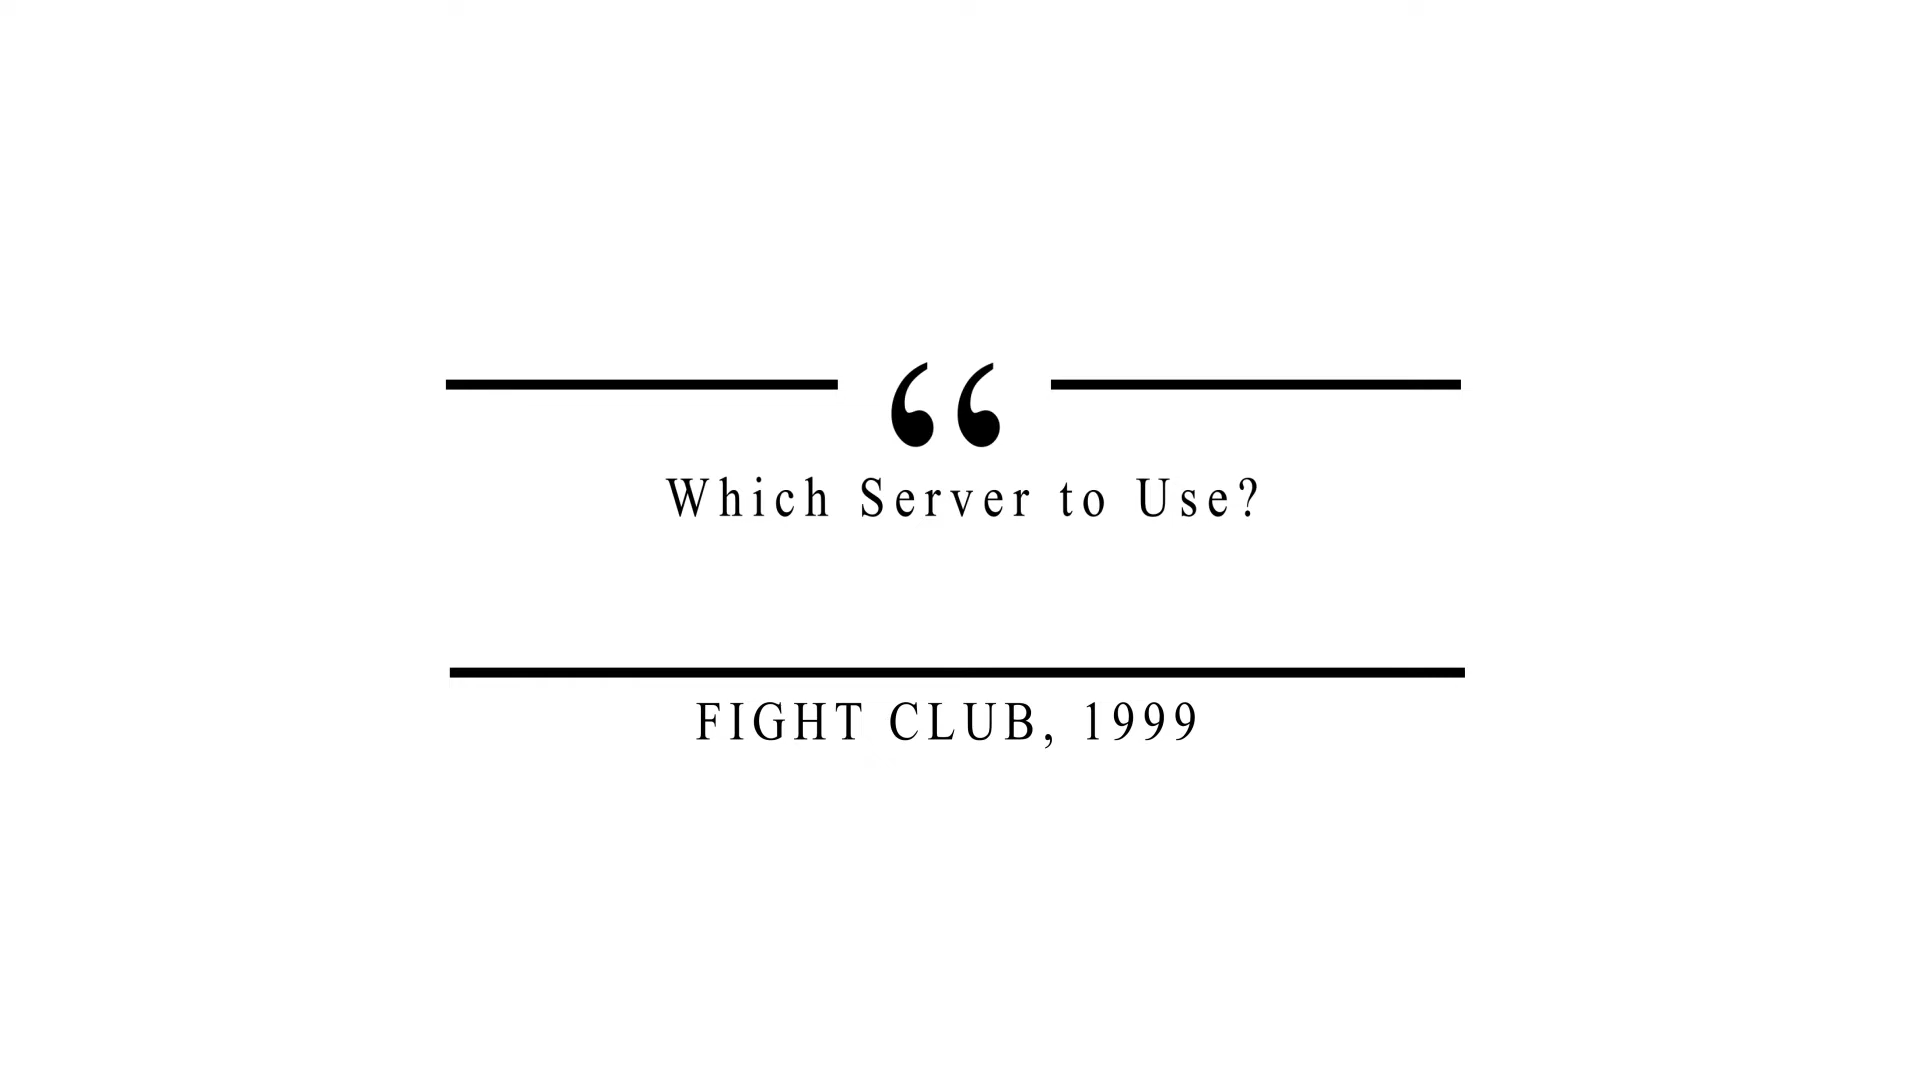 “
Which Server to Use?
FIGHT CLUB, 1999